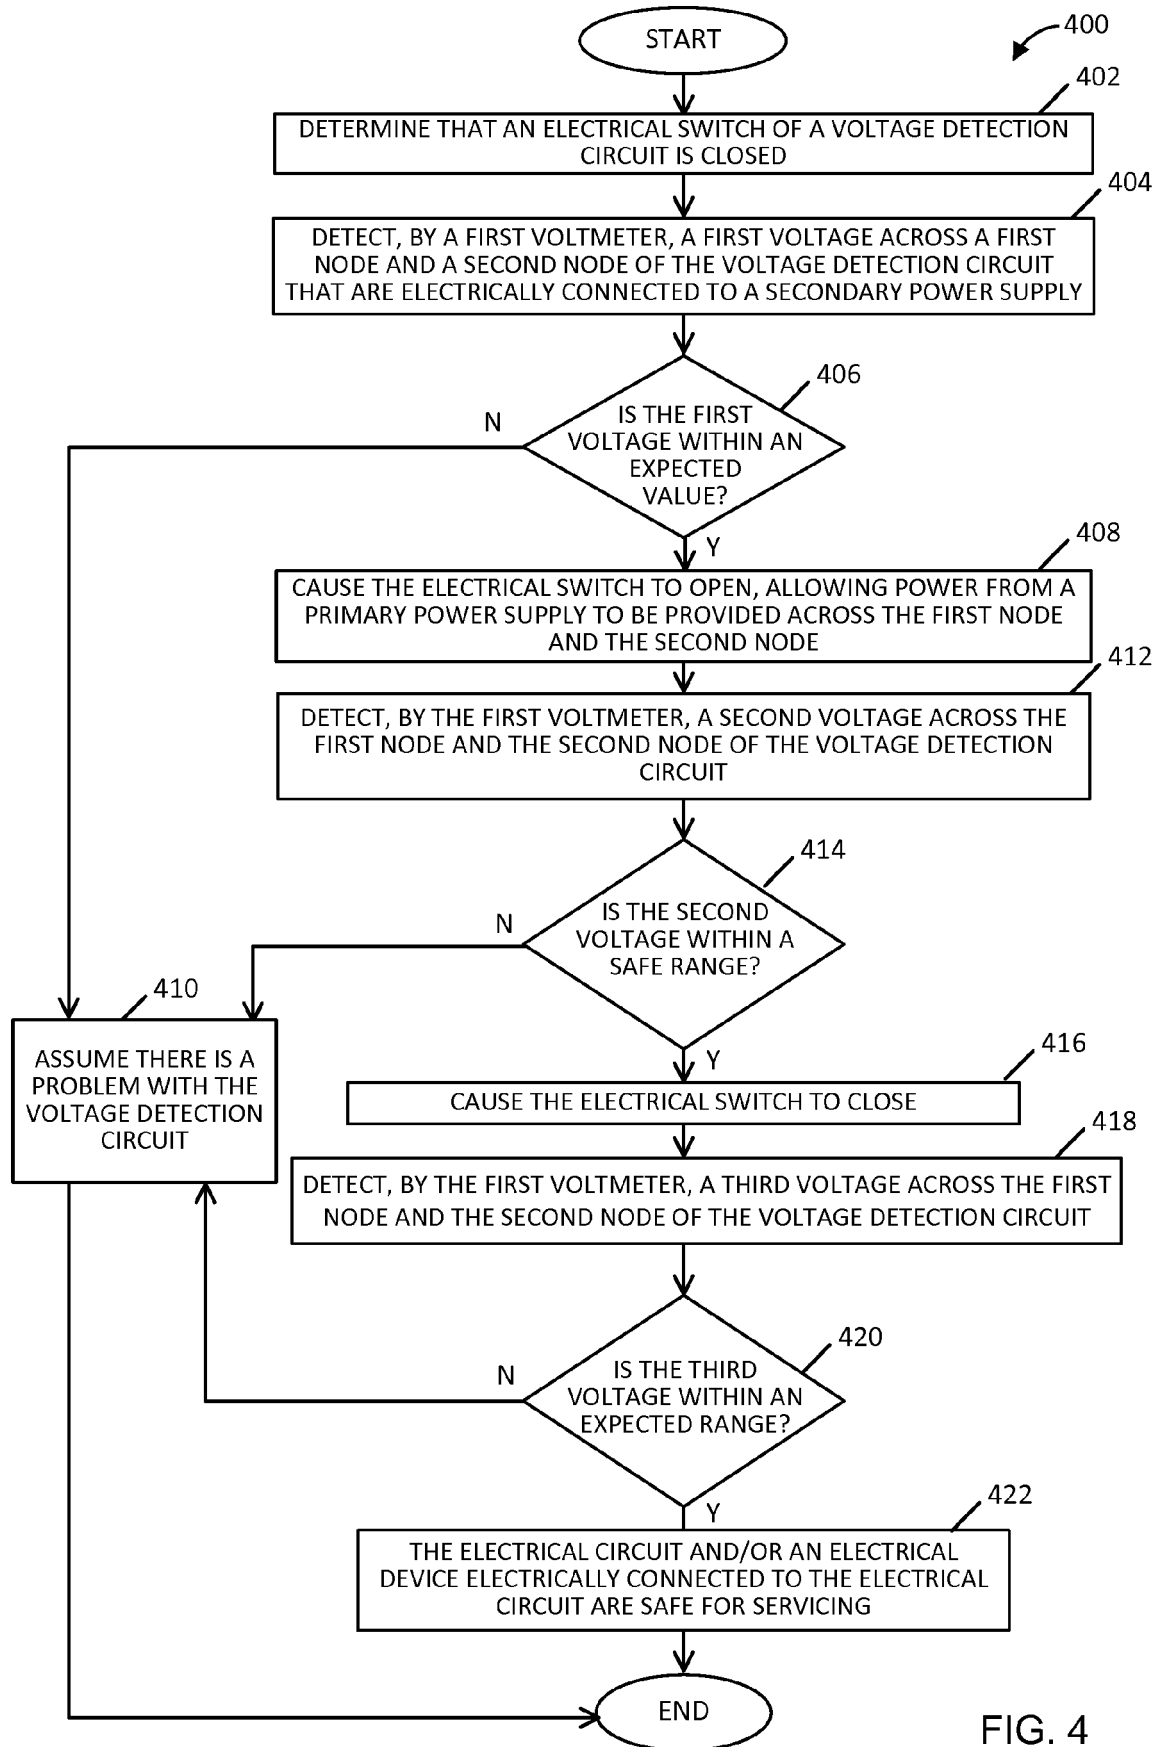 START
400
402
DETERMINE THAT AN ELECTRICAL SWITCH OF A VOLTAGE DETECTION
CIRCUIT IS CLOSED
404
DETECT, BY A FIRST VOLTMETER, A FIRST VOLTAGE ACROSS A FIRST
NODE AND A SECOND NODE OF THE VOLTAGE DETECTION CIRCUIT
THAT ARE ELECTRICALLY CONNECTED TO A SECONDARY POWER SUPPLY
406
N
IS THE FIRST
VOLTAGE WITHIN AN
EXPECTED
VALUE?
Y
408
CAUSE THE ELECTRICAL SWITCH TO OPEN, ALLOWING POWER FROM A
PRIMARY POWER SUPPLY TO BE PROVIDED ACROSS THE FIRST NODE
AND THE SECOND NODE
412
DETECT, BY THE FIRST VOLTMETER, A SECOND VOLTAGE ACROSS THE
FIRST NODE AND THE SECOND NODE OF THE VOLTAGE DETECTION
CIRCUIT
414
N
IS THE SECOND
VOLTAGE WITHIN A
SAFE RANGE?
Y
410
ASSUME THERE IS A
PROBLEM WITH THE
VOLTAGE DETECTION
CIRCUIT
416
CAUSE THE ELECTRICAL SWITCH TO CLOSE
418
DETECT, BY THE FIRST VOLTMETER, A THIRD VOLTAGE ACROSS THE FIRST
NODE AND THE SECOND NODE OF THE VOLTAGE DETECTION CIRCUIT
420
N
IS THE THIRD
VOLTAGE WITHIN AN
EXPECTED RANGE?
Y
422
THE ELECTRICAL CIRCUIT AND/OR AN ELECTRICAL
DEVICE ELECTRICALLY CONNECTED TO THE ELECTRICAL
CIRCUIT ARE SAFE FOR SERVICING
END
FIG. 4